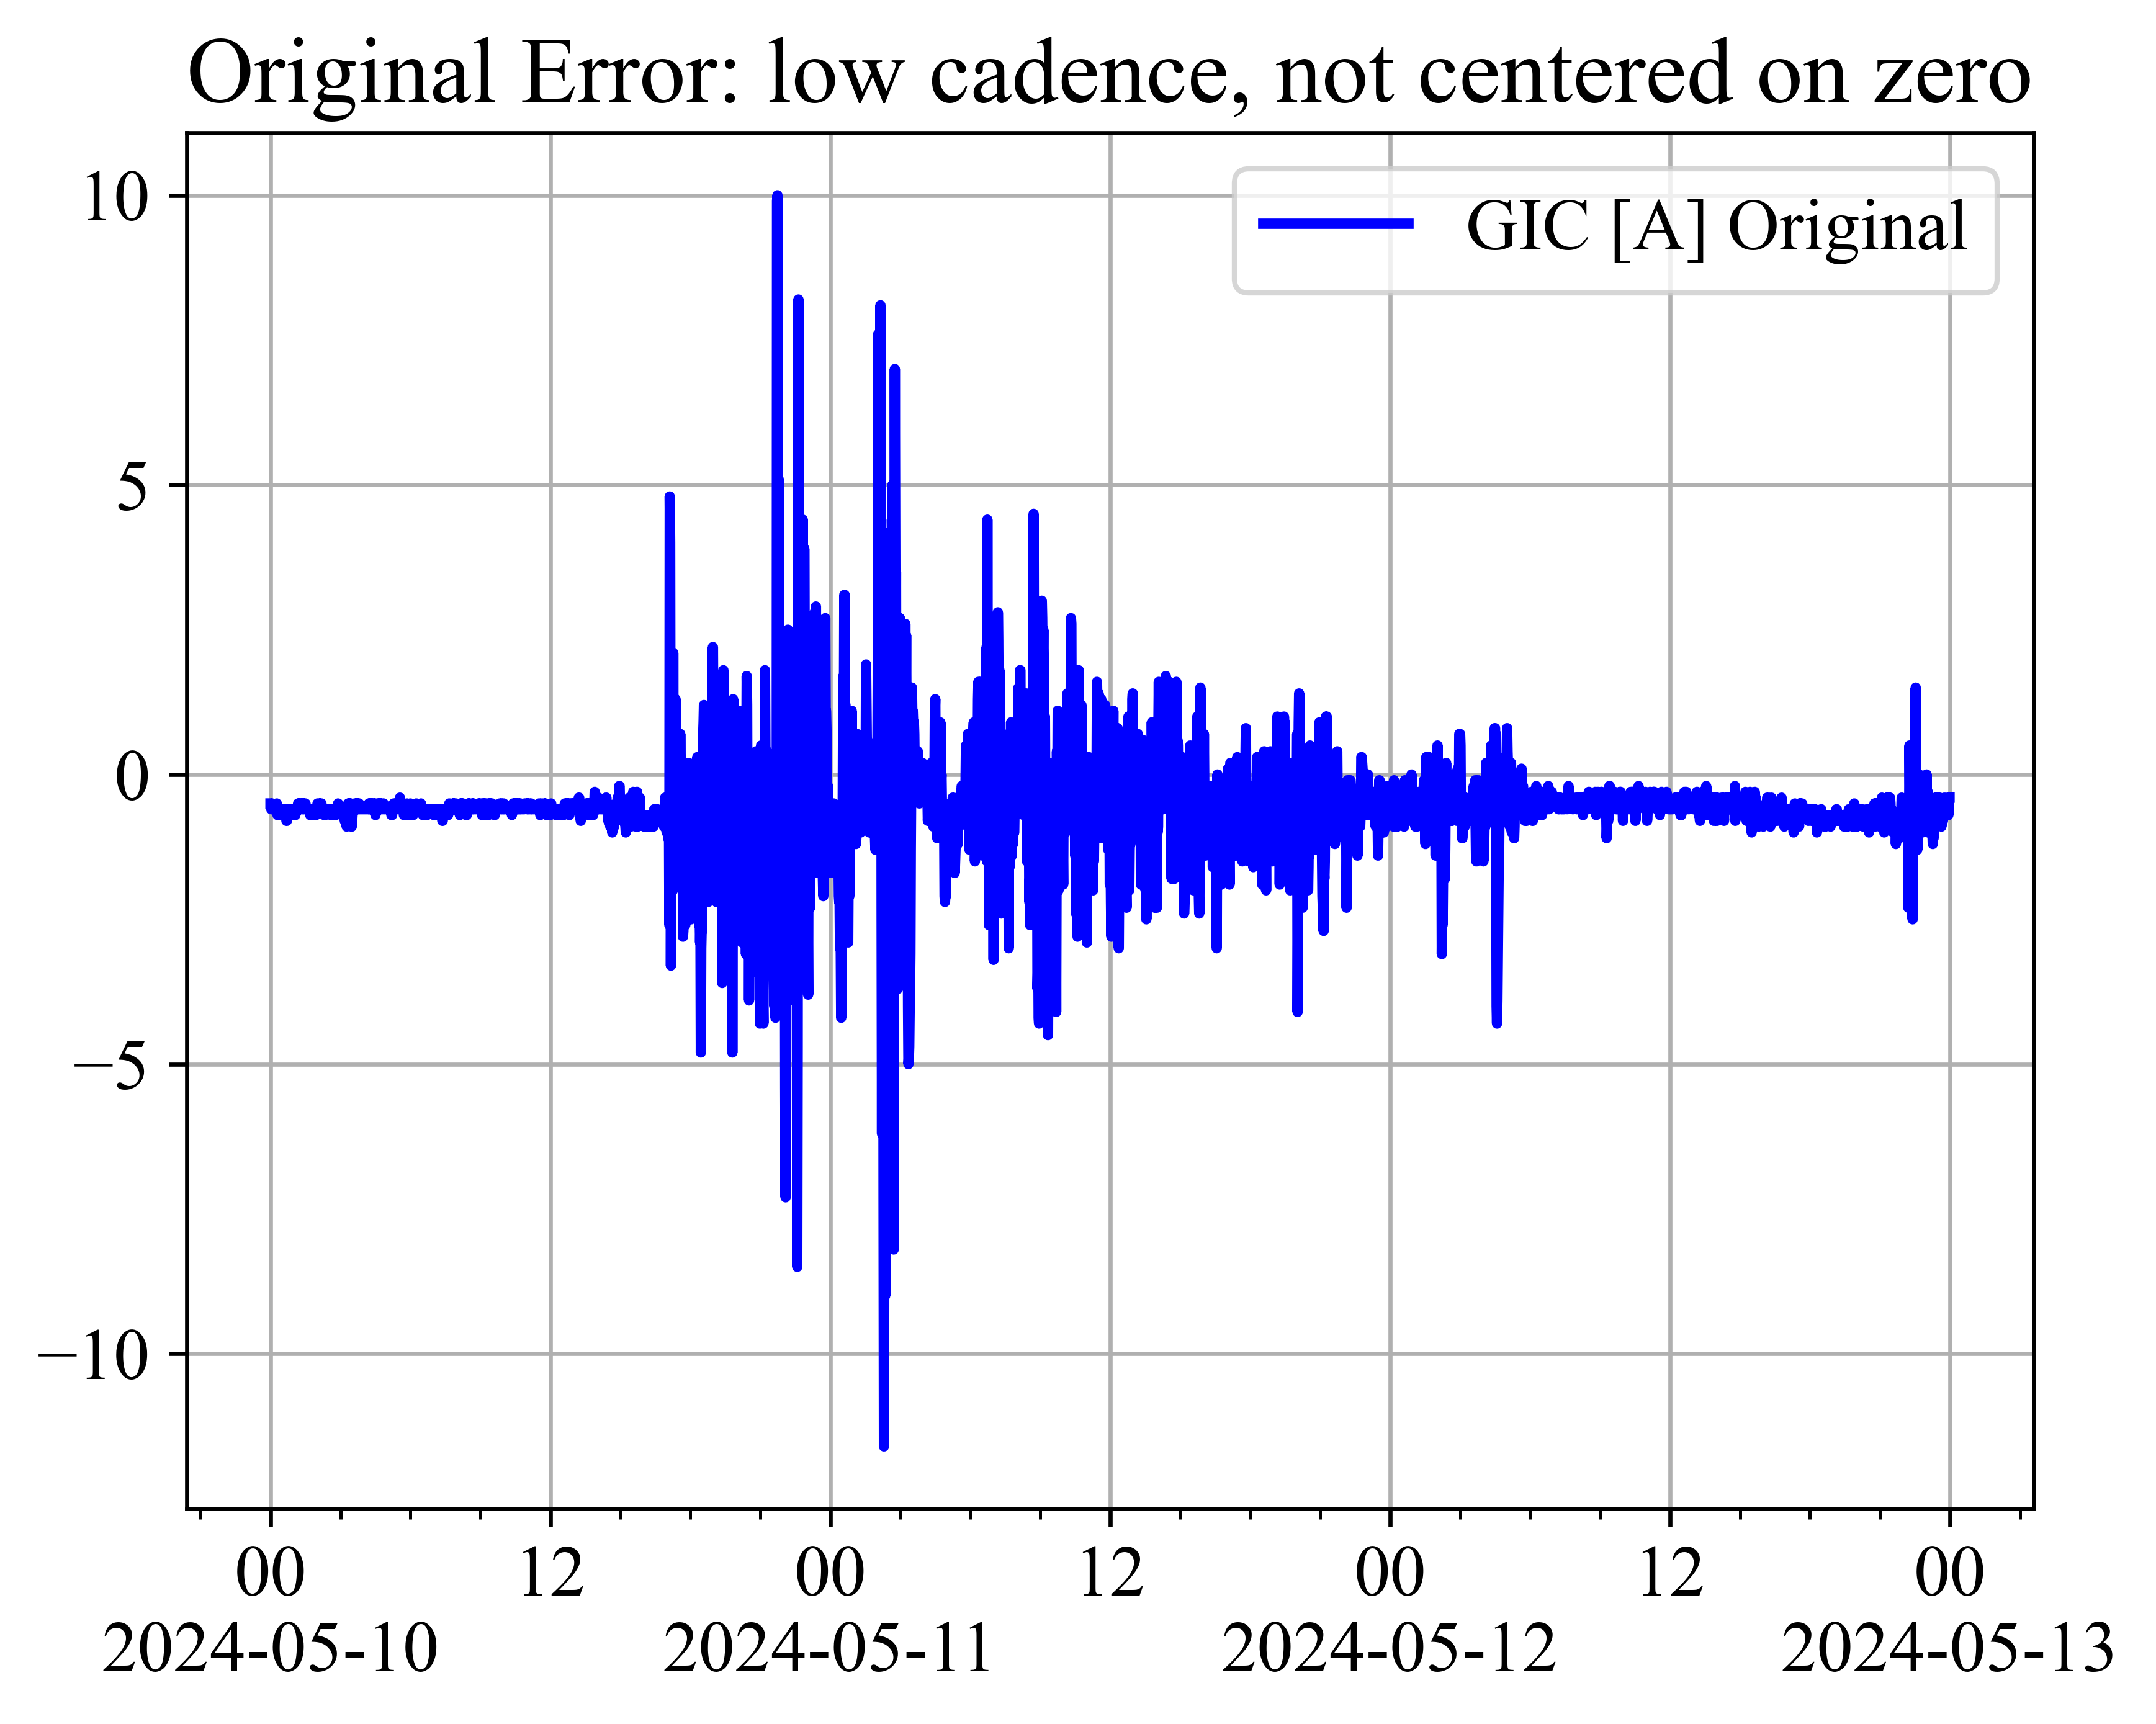 Original Error: low cadence, not centered on zero
GIC [A] Original
10
5
0
−5
−10
00 12 00 12 00 12 00
2024-05-10 2024-05-11 2024-05-12 2024-05-13